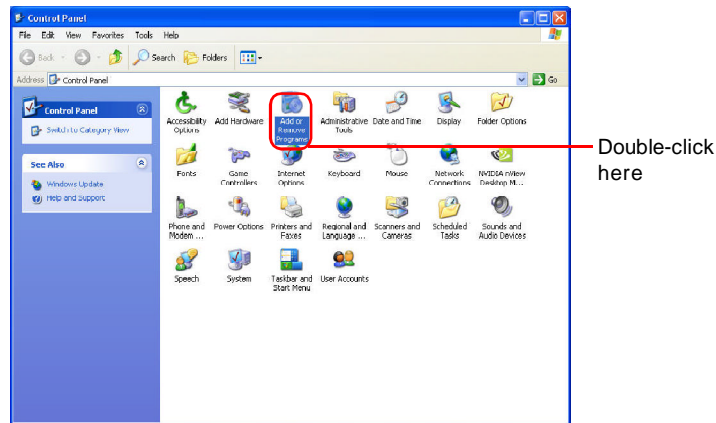 Control Panel
File Edit View Favorites Tools Help
Back Search Folders
Address Control Panel Go
Control Panel
Switch to Category View
See Also
Windows Update
Help and Support
Accessibility Options
Add Hardware
Add or Remove Programs
Administrative Tools
Date and Time
Display
Folder Options
Fonts
Game Controllers
Internet Options
Keyboard
Mouse
Network Connections
NVIDIA nView Desktop M...
Phone and Modem ...
Power Options
Printers and Faxes
Regional and Language ...
Scanners and Cameras
Scheduled Tasks
Sounds and Audio Devices
Speech
System
Taskbar and Start Menu
User Accounts
Double-click
here